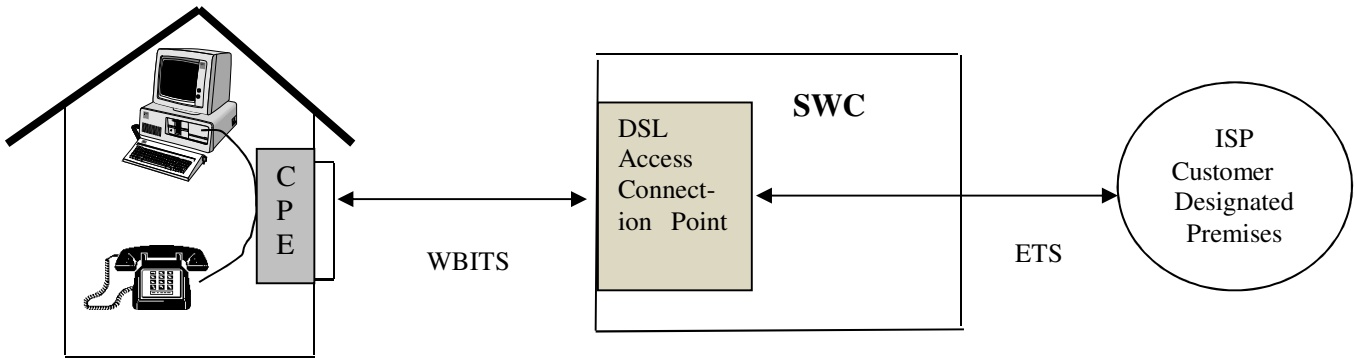 C
P
E
WBITS
DSL
Access
Connect-
ion Point
SWC
ETS
ISP
Customer
Designated
Premises